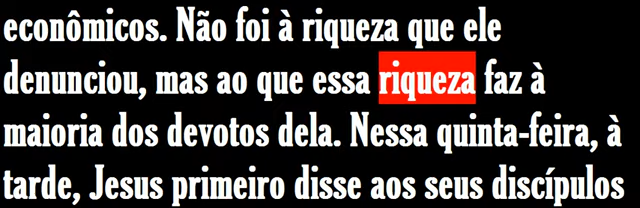 econômicos. Não foi à riqueza que ele
denunciou, mas ao que essa riqueza faz à
maioria dos devotos dela. Nessa quinta-feira, à
tarde, Jesus primeiro disse aos seus discípulos